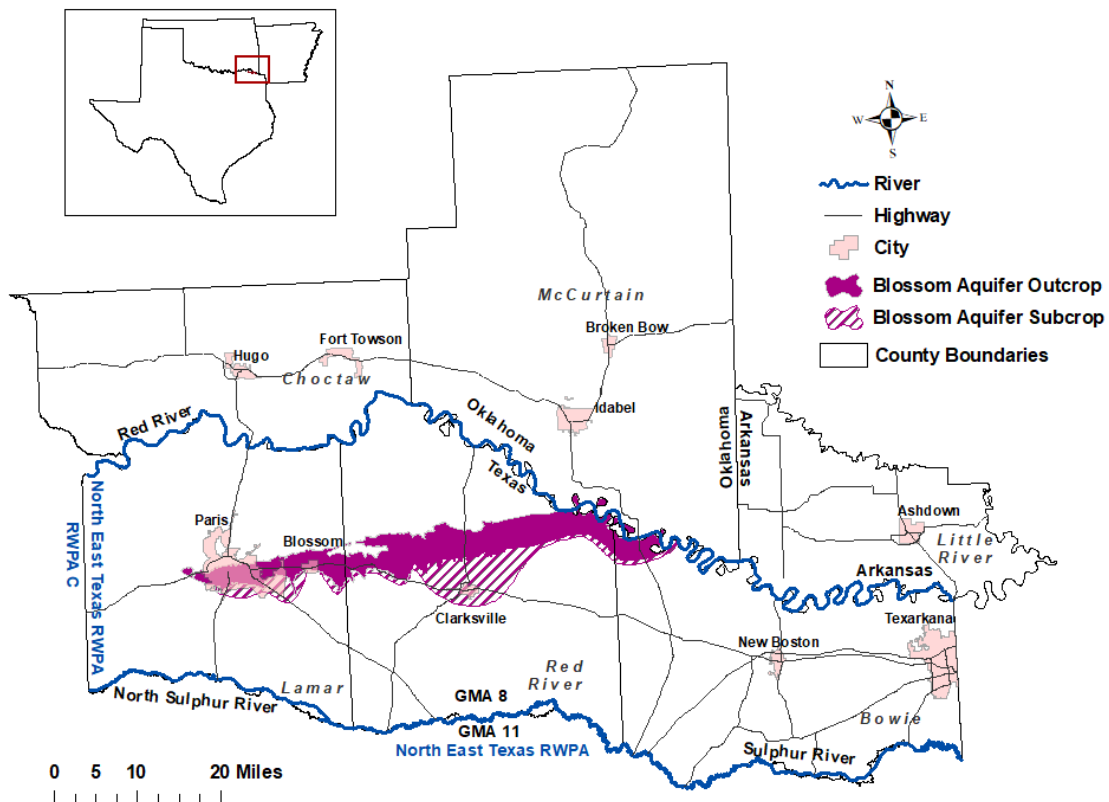 N
W E
S
River
Highway
City
Blossom Aquifer Outcrop
Blossom Aquifer Subcrop
County Boundaries
McCurtain
Broken Bow
Fort Towson
Hugo
Choctaw
Idabel
Red River
Oklahoma
Texas
Oklahoma
Arkansas
Ashdown
Little
River
Arkansas
North East Texas RWPA
RWPA C
Paris
Blossom
Clarksville
Texarkana
New Boston
Red
River
Lamar
North Sulphur River
GMA 8
GMA 11
North East Texas RWPA
Bowie
Sulphur River
0 5 10 20 Miles